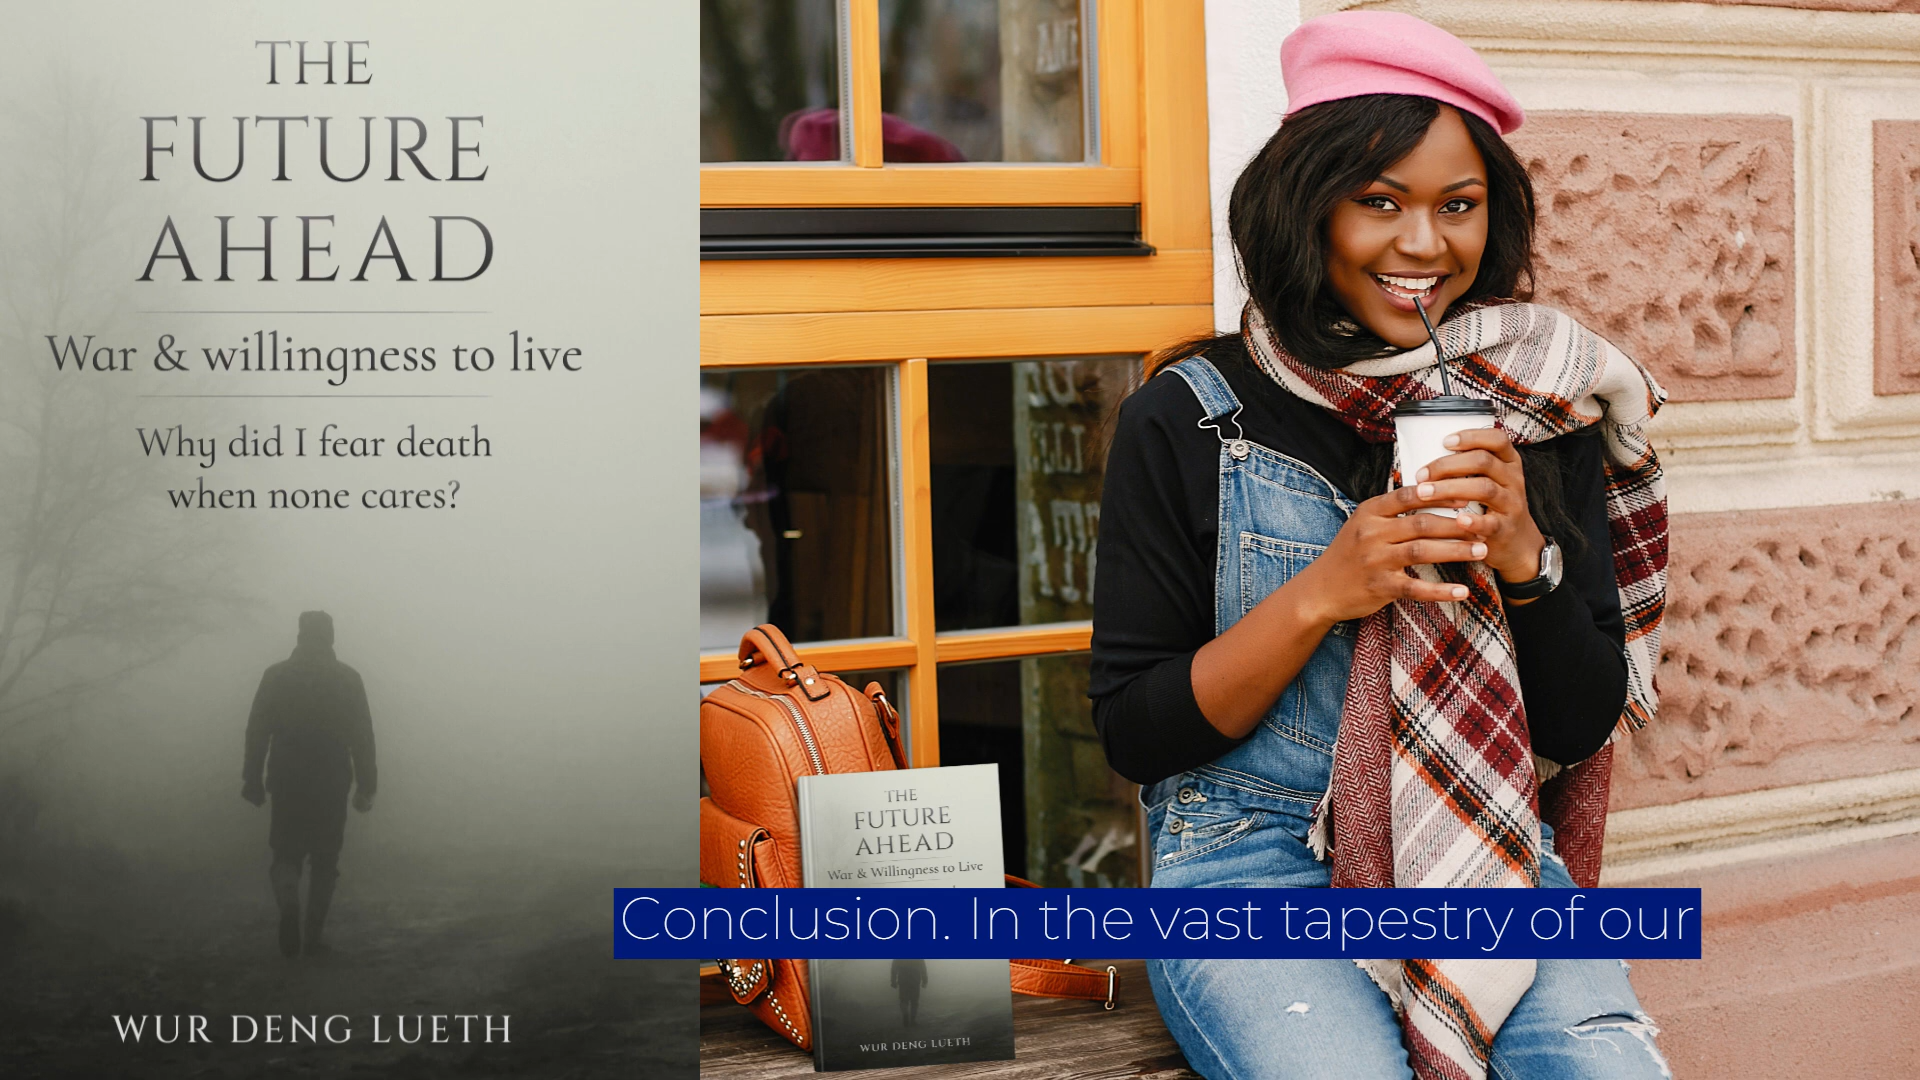 THE
FUTURE
AHEAD
War & willingness to live
Why did I fear death
when none cares?
WUR DENG LUETH
THE
FUTURE
AHEAD
War & Willingness to Live
Conclusion. In the vast tapestry of our
WUR DENG LUETH